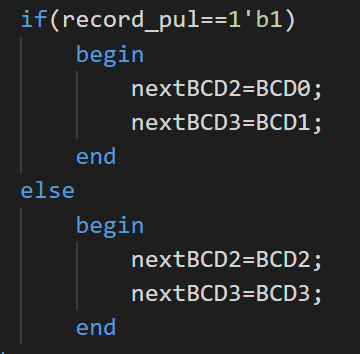 if(record_pul==1'b1)
    begin
        nextBCD2=BCD0;
        nextBCD3=BCD1;
    end
else
    begin
        nextBCD2=BCD2;
        nextBCD3=BCD3;
    end